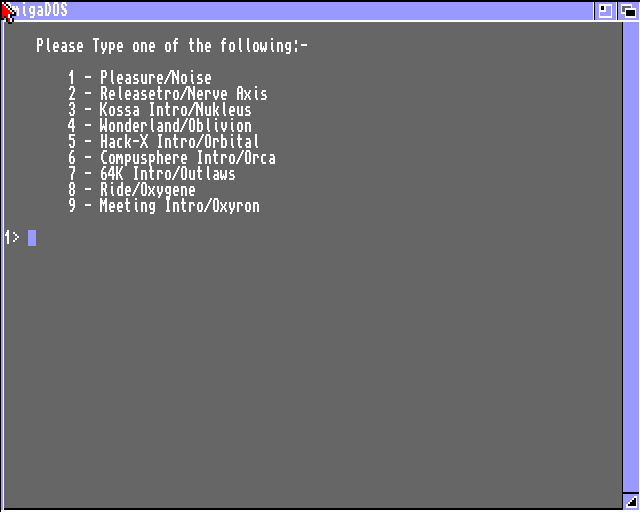 AmigaDOS
Please Type one of the following:-
1 - Pleasure/Noise
2 - Releasetro/Nerve Axis
3 - Kossa Intro/Nukleus
4 - Wonderland/Oblivion
5 - Hack-X Intro/Orbital
6 - Compusphere Intro/Orca
7 - 64K Intro/Outlaws
8 - Ride/Oxygene
9 - Meeting Intro/Oxyron
1>